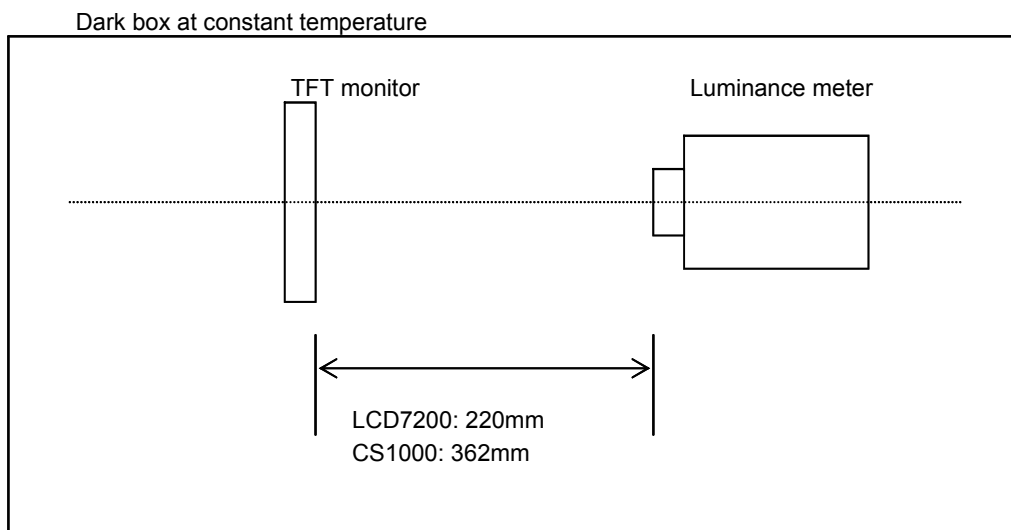 Dark box at constant temperature
TFT monitor
Luminance meter
LCD7200: 220mm
CS1000: 362mm